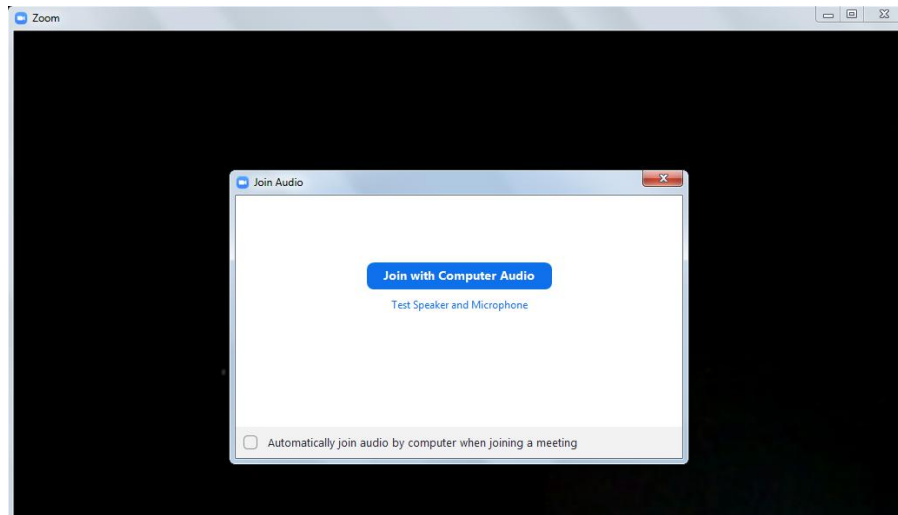 Zoom
Join Audio
Join with Computer Audio
Test Speaker and Microphone
Automatically join audio by computer when joining a meeting